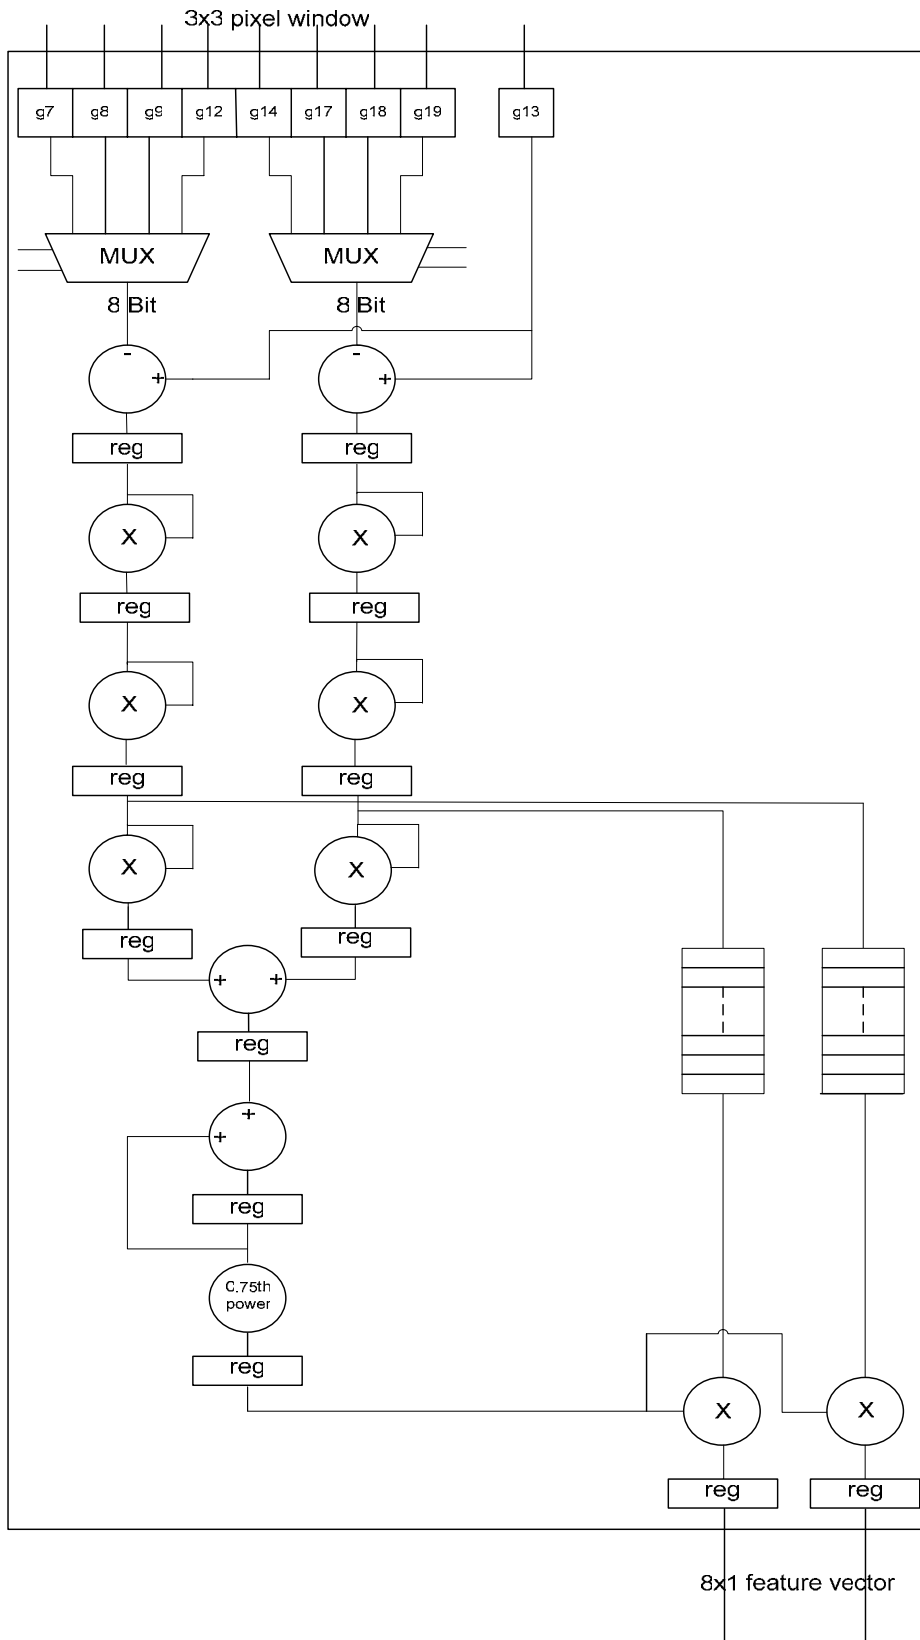 3x3 pixel window
g7 g8 g9 g12 g14 g17 g18 g19 g13
MUX MUX
8 Bit 8 Bit
- -
+ +
reg reg
X X
reg reg
X X
reg reg
X X
reg reg
+ +
reg
+
+
reg
0.75th
power
reg
X X
reg reg
8x1 feature vector